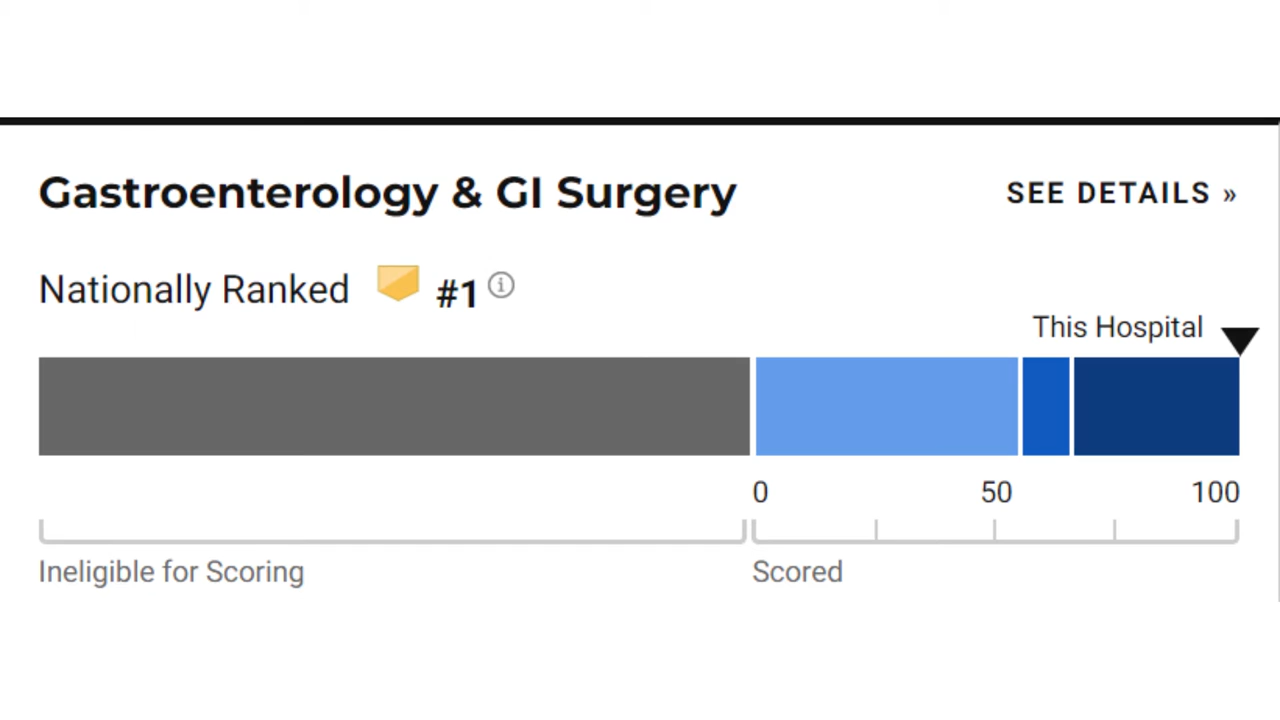 Gastroenterology & GI Surgery
SEE DETAILS »
Nationally Ranked #1
This Hospital
0 50 100
Ineligible for Scoring
Scored